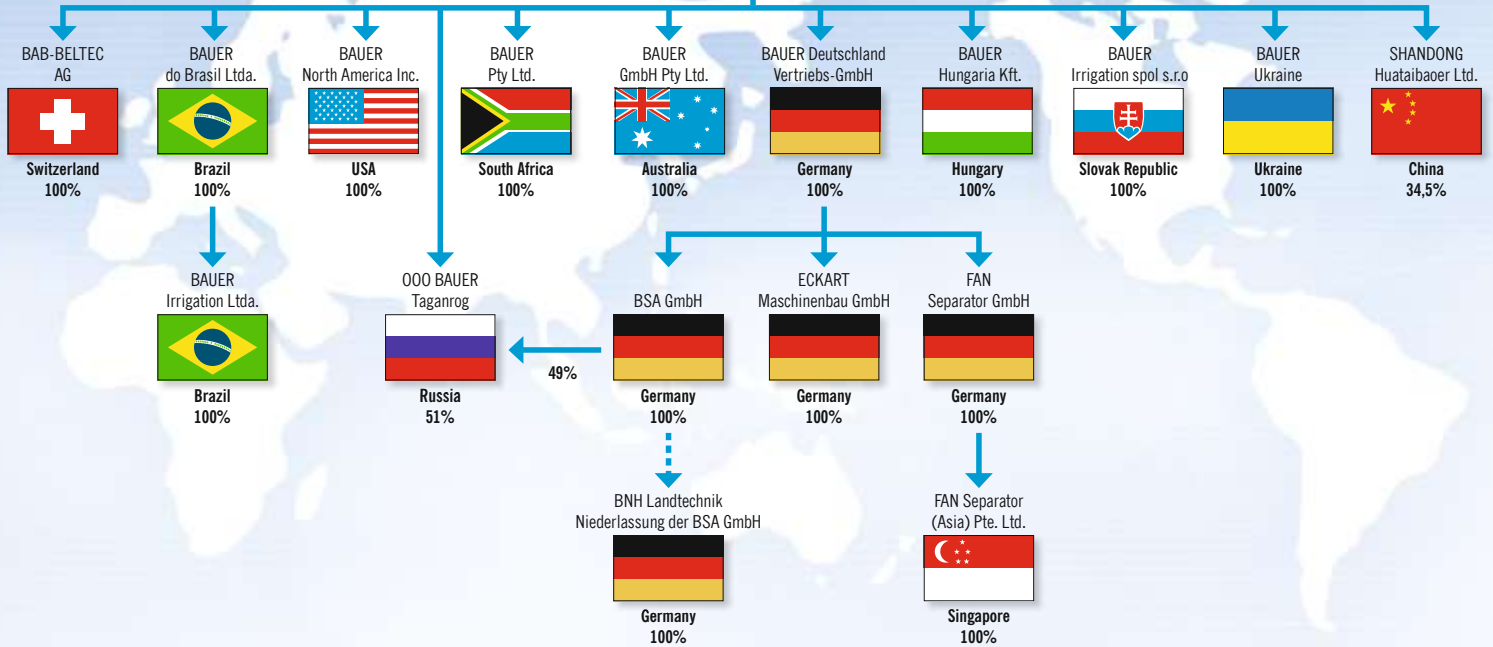 BAB-BELTEC
AG
Switzerland
100%
BAUER
do Brasil Ltda.
Brazil
100%
BAUER
North America Inc.
USA
100%
BAUER
Pty Ltd.
South Africa
100%
BAUER
GmbH Pty Ltd.
Australia
100%
BAUER Deutschland
Vertriebs-GmbH
Germany
100%
BAUER
Hungaria Kft.
Hungary
100%
BAUER
Irrigation spol s.r.o
Slovak Republic
100%
BAUER
Ukraine
Ukraine
100%
SHANDONG
Huataibaoer Ltd.
China
34,5%
BAUER
Irrigation Ltda.
Brazil
100%
OOO BAUER
Taganrog
Russia
51%
49%
BSA GmbH
Germany
100%
ECKART
Maschinenbau GmbH
Germany
100%
FAN
Separator GmbH
Germany
100%
BNH Landtechnik
Niederlassung der BSA GmbH
Germany
100%
FAN Separator
(Asia) Pte. Ltd.
Singapore
100%